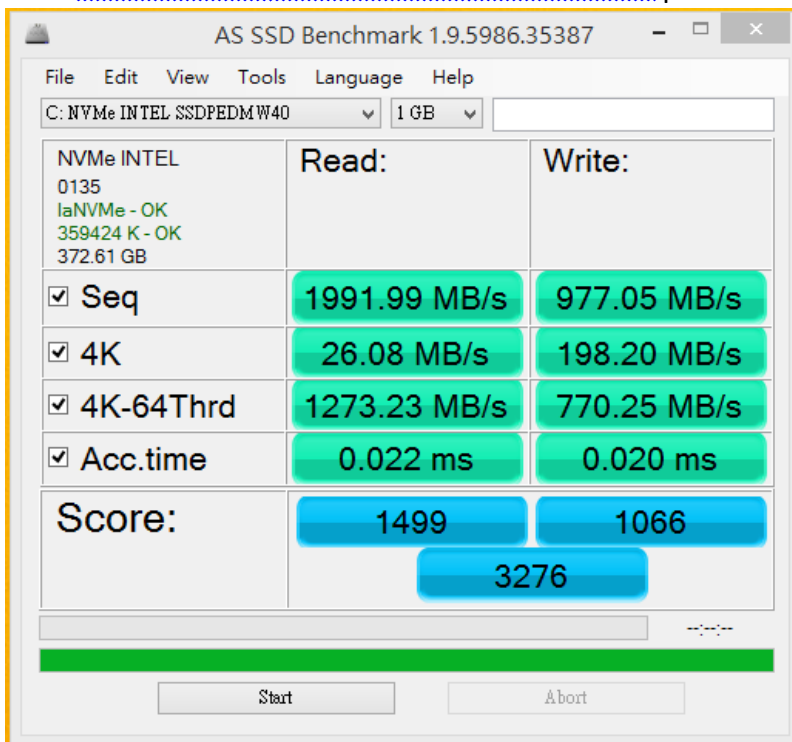 AS SSD Benchmark 1.9.5986.35387
File Edit View Tools Language Help
C: NVMe INTEL SSDPEDMW40 1 GB
NVMe INTEL
0135
IaNVMe - OK
359424 K - OK
372.61 GB
Read: Write:
Seq 1991.99 MB/s 977.05 MB/s
4K 26.08 MB/s 198.20 MB/s
4K-64Thrd 1273.23 MB/s 770.25 MB/s
Acc.time 0.022 ms 0.020 ms
Score: 1499 1066
3276
--:--:--
Start Abort